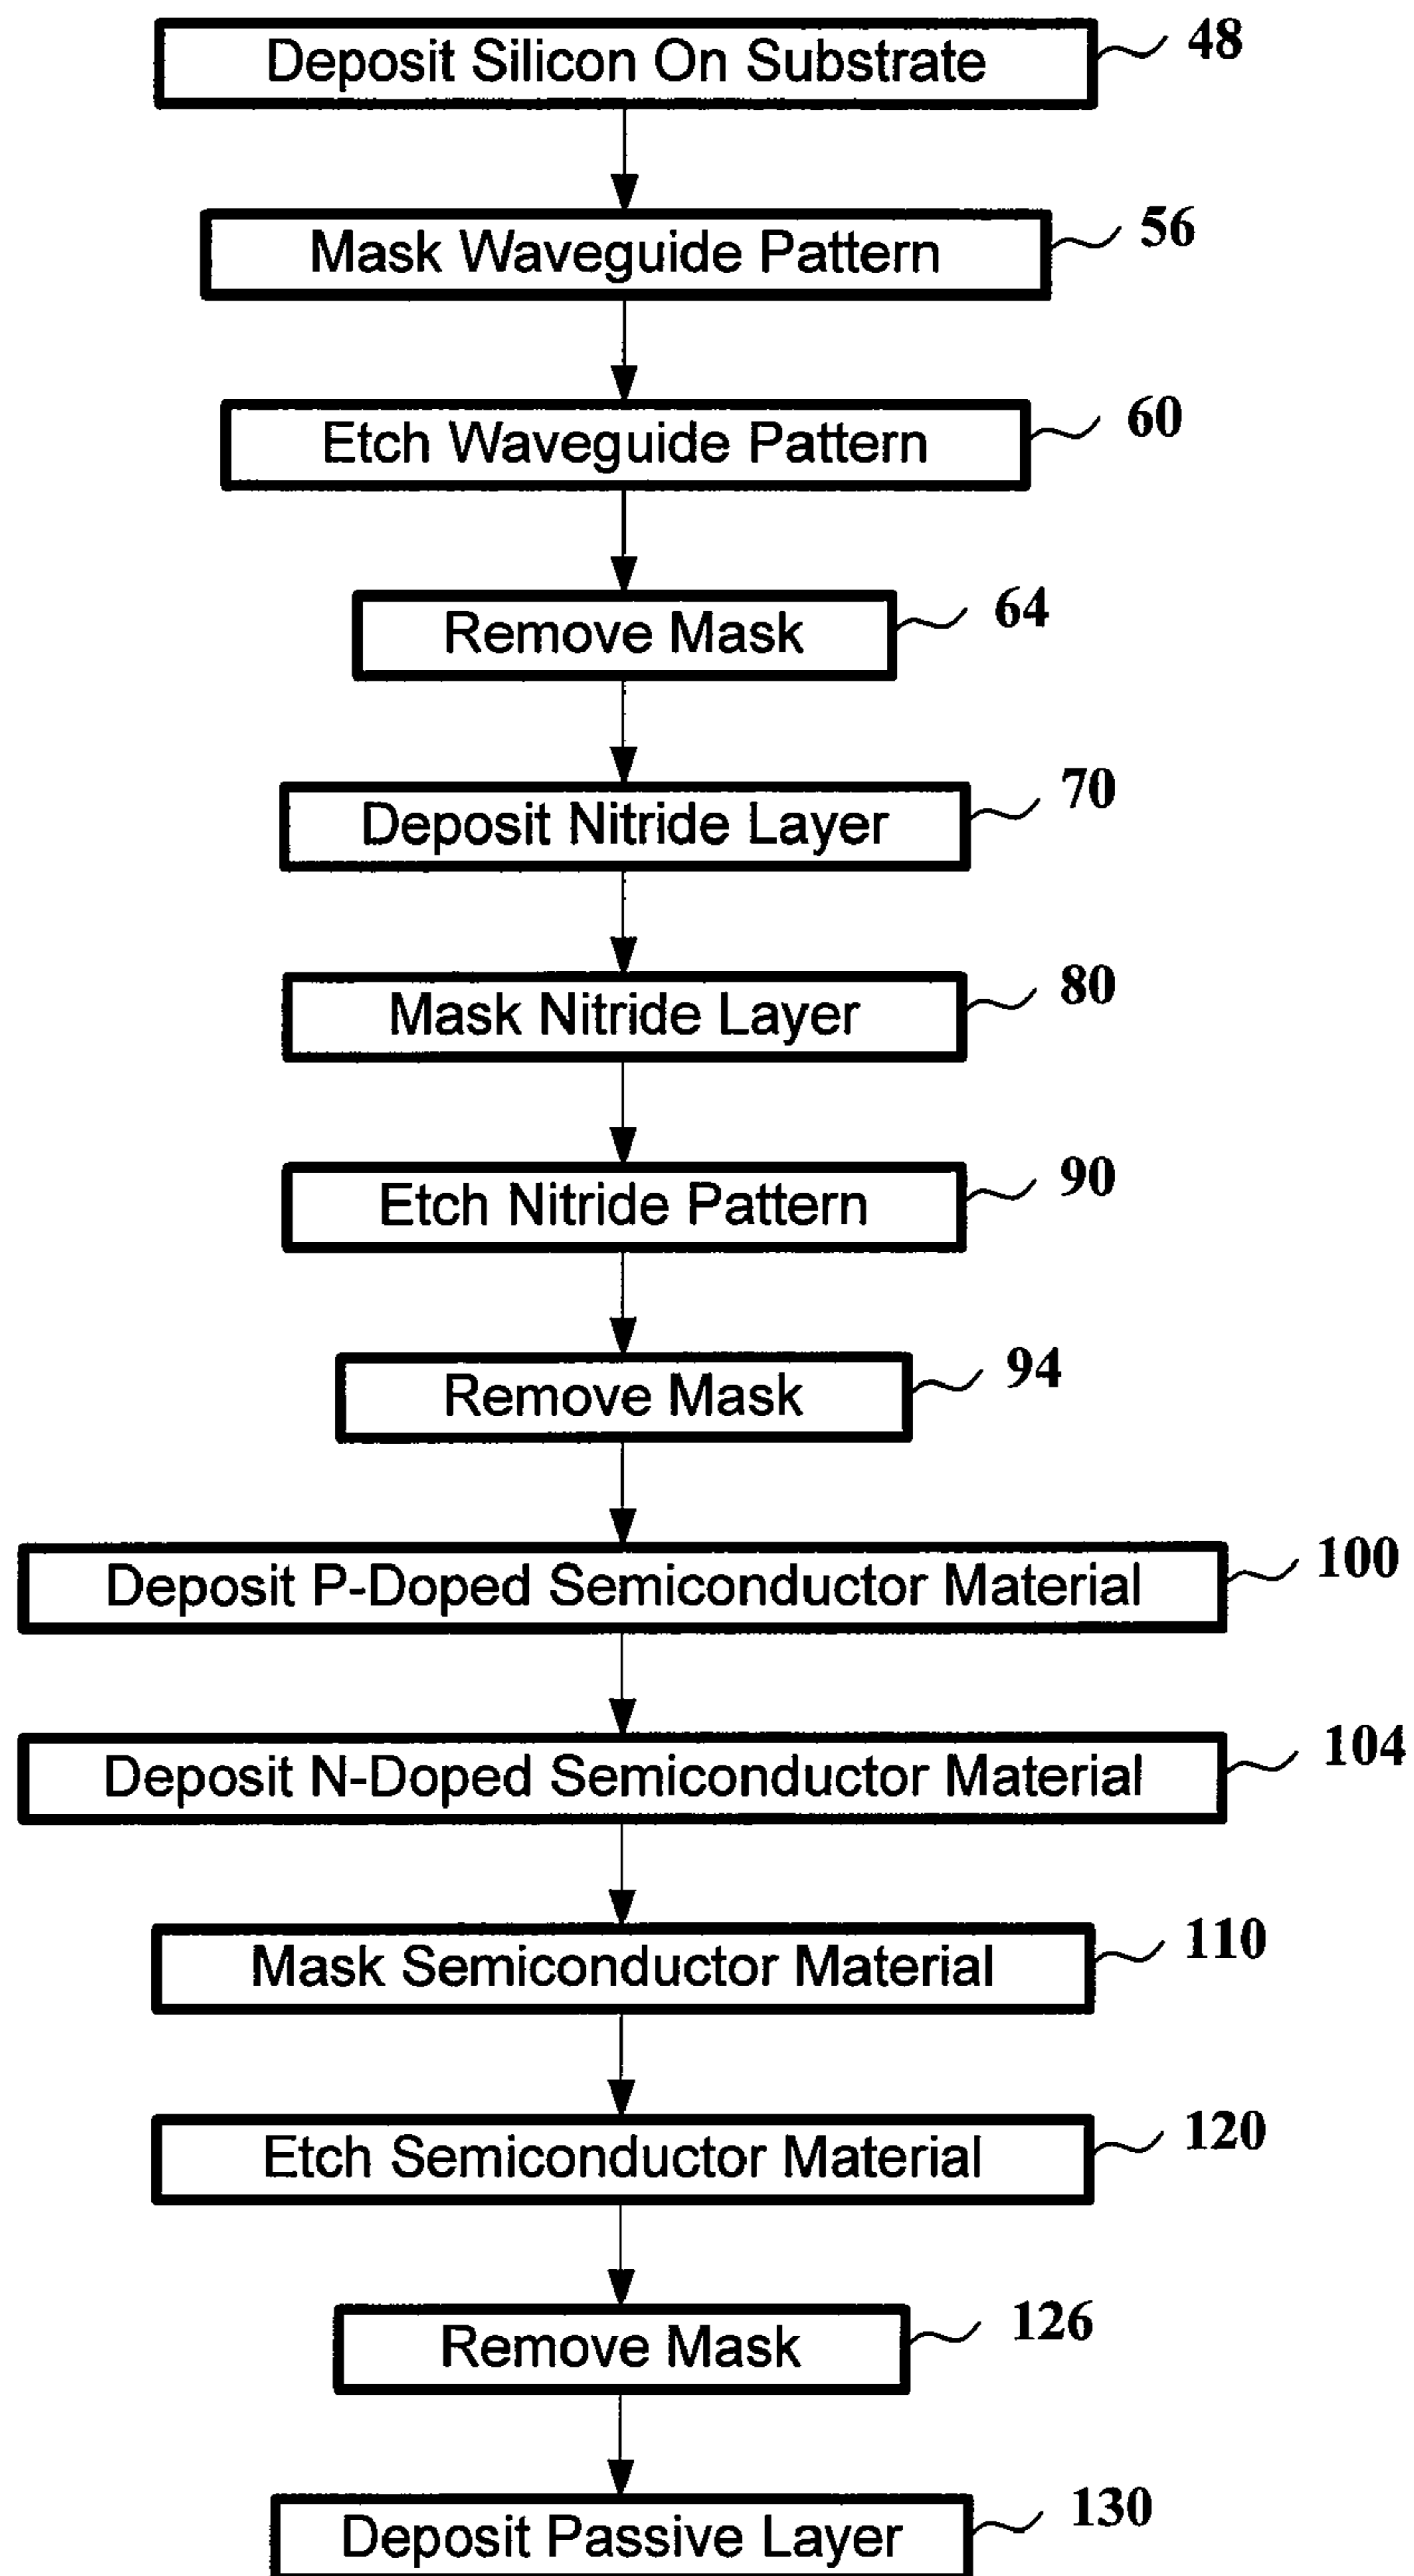 Deposit Silicon On Substrate 48
Mask Waveguide Pattern 56
Etch Waveguide Pattern 60
Remove Mask 64
Deposit Nitride Layer 70
Mask Nitride Layer 80
Etch Nitride Pattern 90
Remove Mask 94
Deposit P-Doped Semiconductor Material 100
Deposit N-Doped Semiconductor Material 104
Mask Semiconductor Material 110
Etch Semiconductor Material 120
Remove Mask 126
Deposit Passive Layer 130